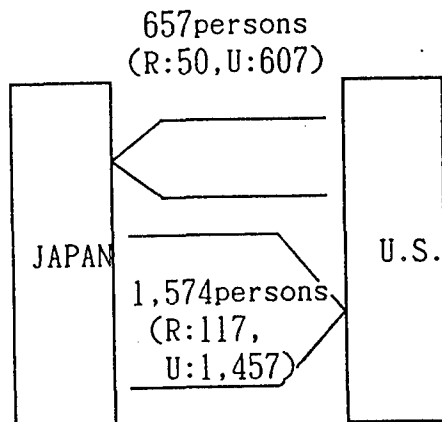 657persons
(R:50,U:607)
JAPAN
U.S.
1,574persons
(R:117,
U:1,457)